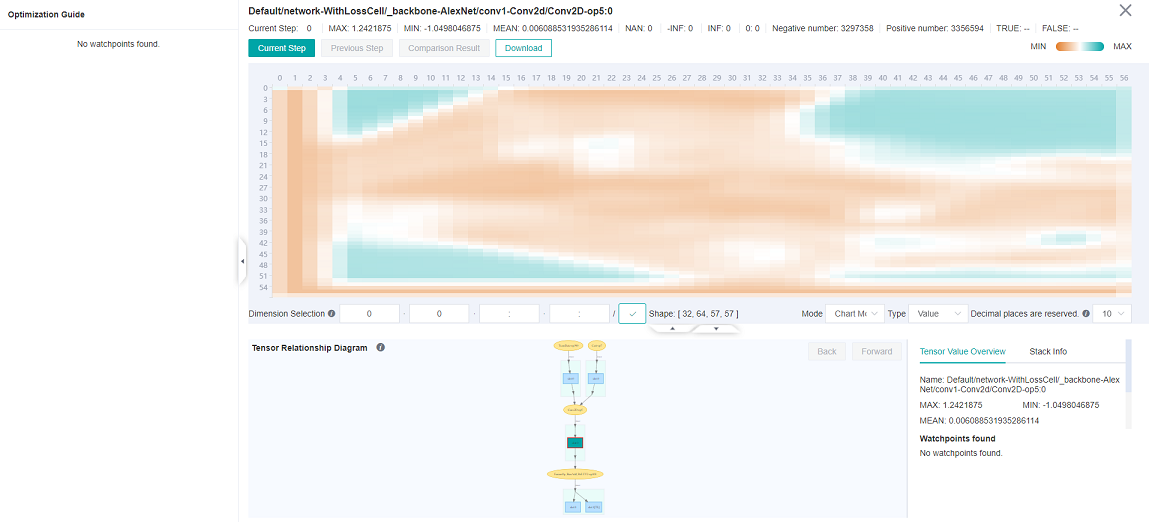 Optimization Guide
No watchpoints found.
Default/network-WithLossCell/_backbone-AlexNet/conv1-Conv2d/Conv2D-op5:0
Current Step: 0 MAX: 1.2421875 MIN: -1.0498046875 MEAN: 0.006088531935286114 NAN: 0 -INF: 0 INF: 0 0: 0 Negative number: 3297358 Positive number: 3356594 TRUE: -- FALSE: --
Current Step Previous Step Comparison Result Download MIN MAX
0 1 2 3 4 5 6 7 8 9 10 11 12 13 14 15 16 17 18 19 20 21 22 23 24 25 26 27 28 29 30 31 32 33 34 35 36 37 38 39 40 41 42 43 44 45 46 47 48 49 50 51 52 53 54 55 56
0
3
6
9
12
15
18
21
24
27
30
33
36
39
42
45
48
51
54
Dimension Selection 0 · 0 · : · : / Shape: [ 32, 64, 57, 57 ] Mode Chart Mo Type Value Decimal places are reserved. 10
Tensor Relationship Diagram Back Forward
Tensor Value Overview Stack Info
Name: Default/network-WithLossCell/_backbone-Alex
Net/conv1-Conv2d/Conv2D-op5:0
MAX: 1.2421875 MIN: -1.0498046875
MEAN: 0.006088531935286114
Watchpoints found
No watchpoints found.